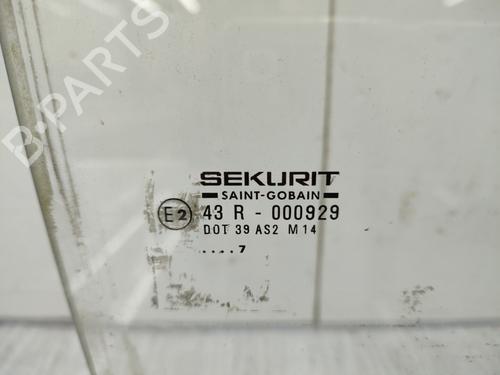 B-PARTS
SEKURIT
SAINT-GOBAIN
E2 43 R - 000929
DOT 39 AS2 M14
....7